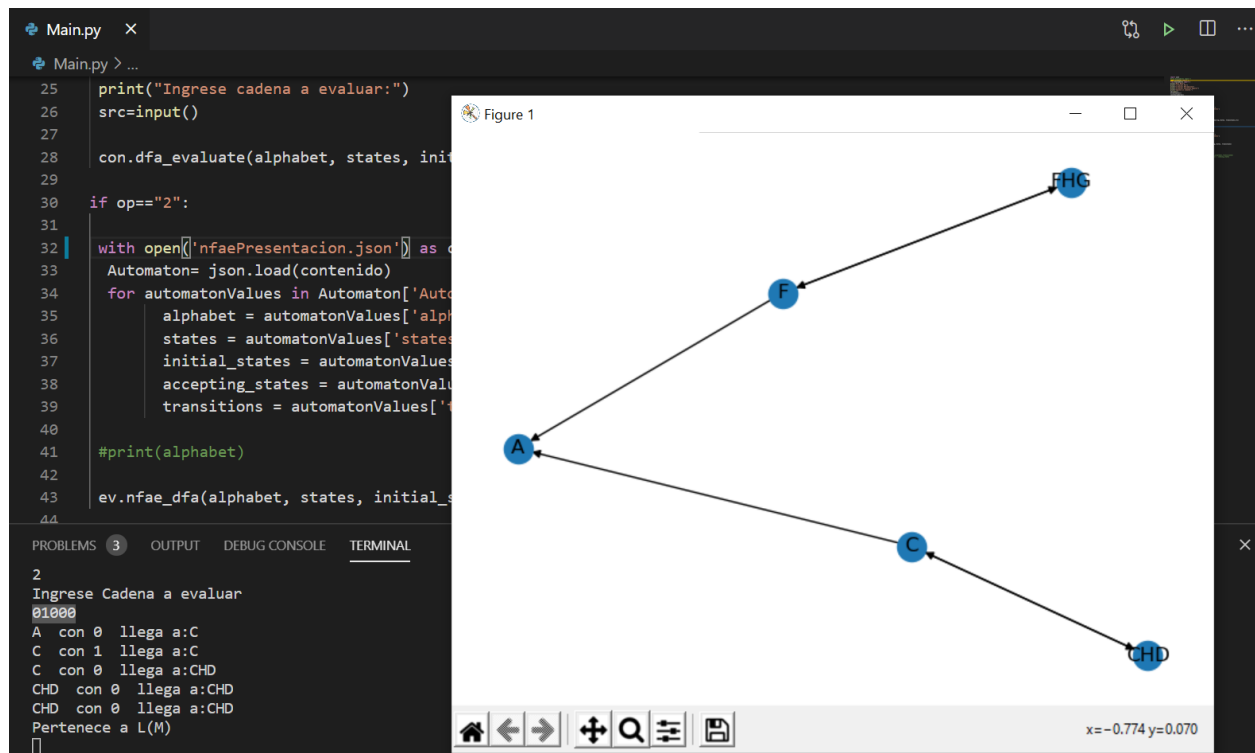 Main.py
Main.py > ...
25 print("Ingrese cadena a evaluar:")
26 src=input()
27
28 con.dfa_evaluate(alphabet, states, init
29
30 if op=="2":
31
32 with open('nfaePresentacion.json') as c
33 Automaton= json.load(contenido)
34 for automatonValues in Automaton['Auto
35 alphabet = automatonValues['alph
36 states = automatonValues['states
37 initial_states = automatonValues
38 accepting_states = automatonValu
39 transitions = automatonValues['t
40
41 #print(alphabet)
42
43 ev.nfae_dfa(alphabet, states, initial_s
44
PROBLEMS 3 OUTPUT DEBUG CONSOLE TERMINAL
2
Ingrese Cadena a evaluar
01000
A con 0 llega a:C
C con 1 llega a:C
C con 0 llega a:CHD
CHD con 0 llega a:CHD
CHD con 0 llega a:CHD
Pertenece a L(M)
Figure 1
FHG
F
A
C
CHD
x=-0.774 y=0.070